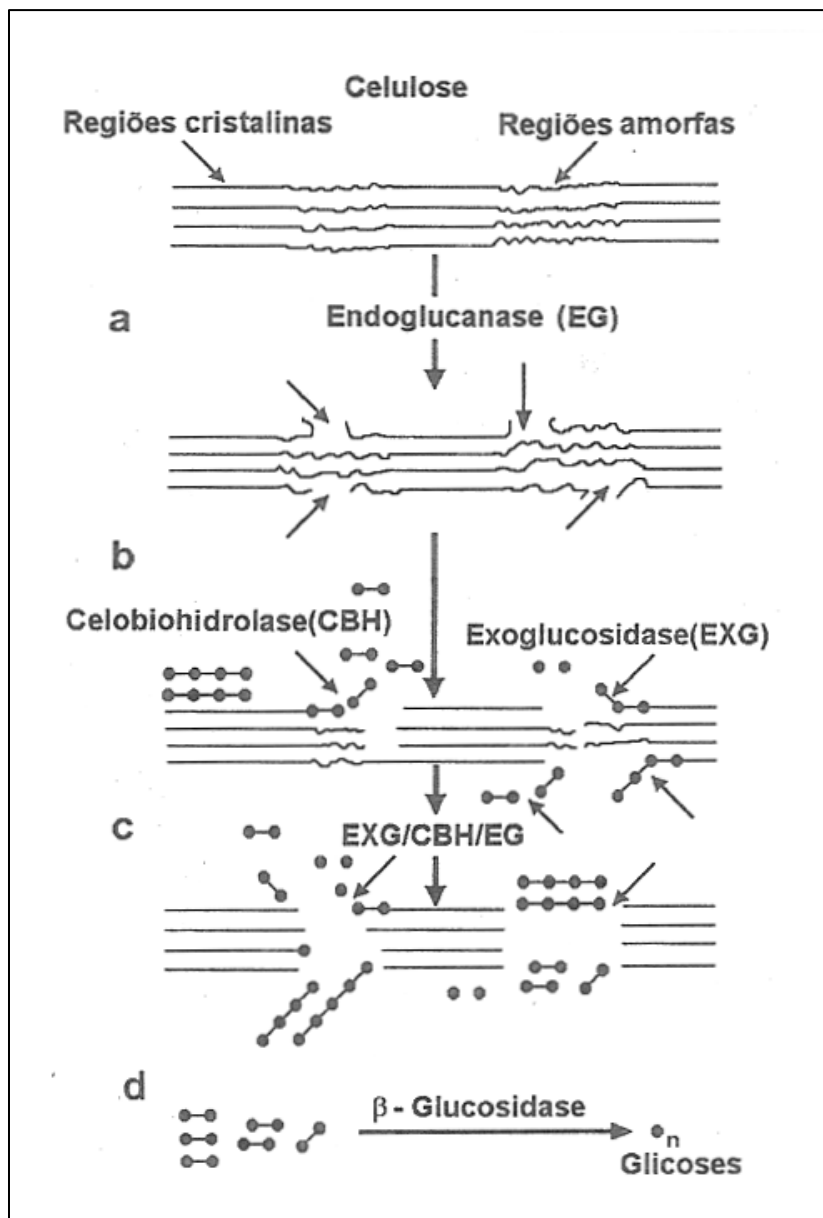 Celulose
Regiões cristalinas
Regiões amorfas
a
Endoglucanase (EG)
b
Celobiohidrolase(CBH)
Exoglucosidase(EXG)
c
EXG/CBH/EG
d
β - Glucosidase
n
Glicoses